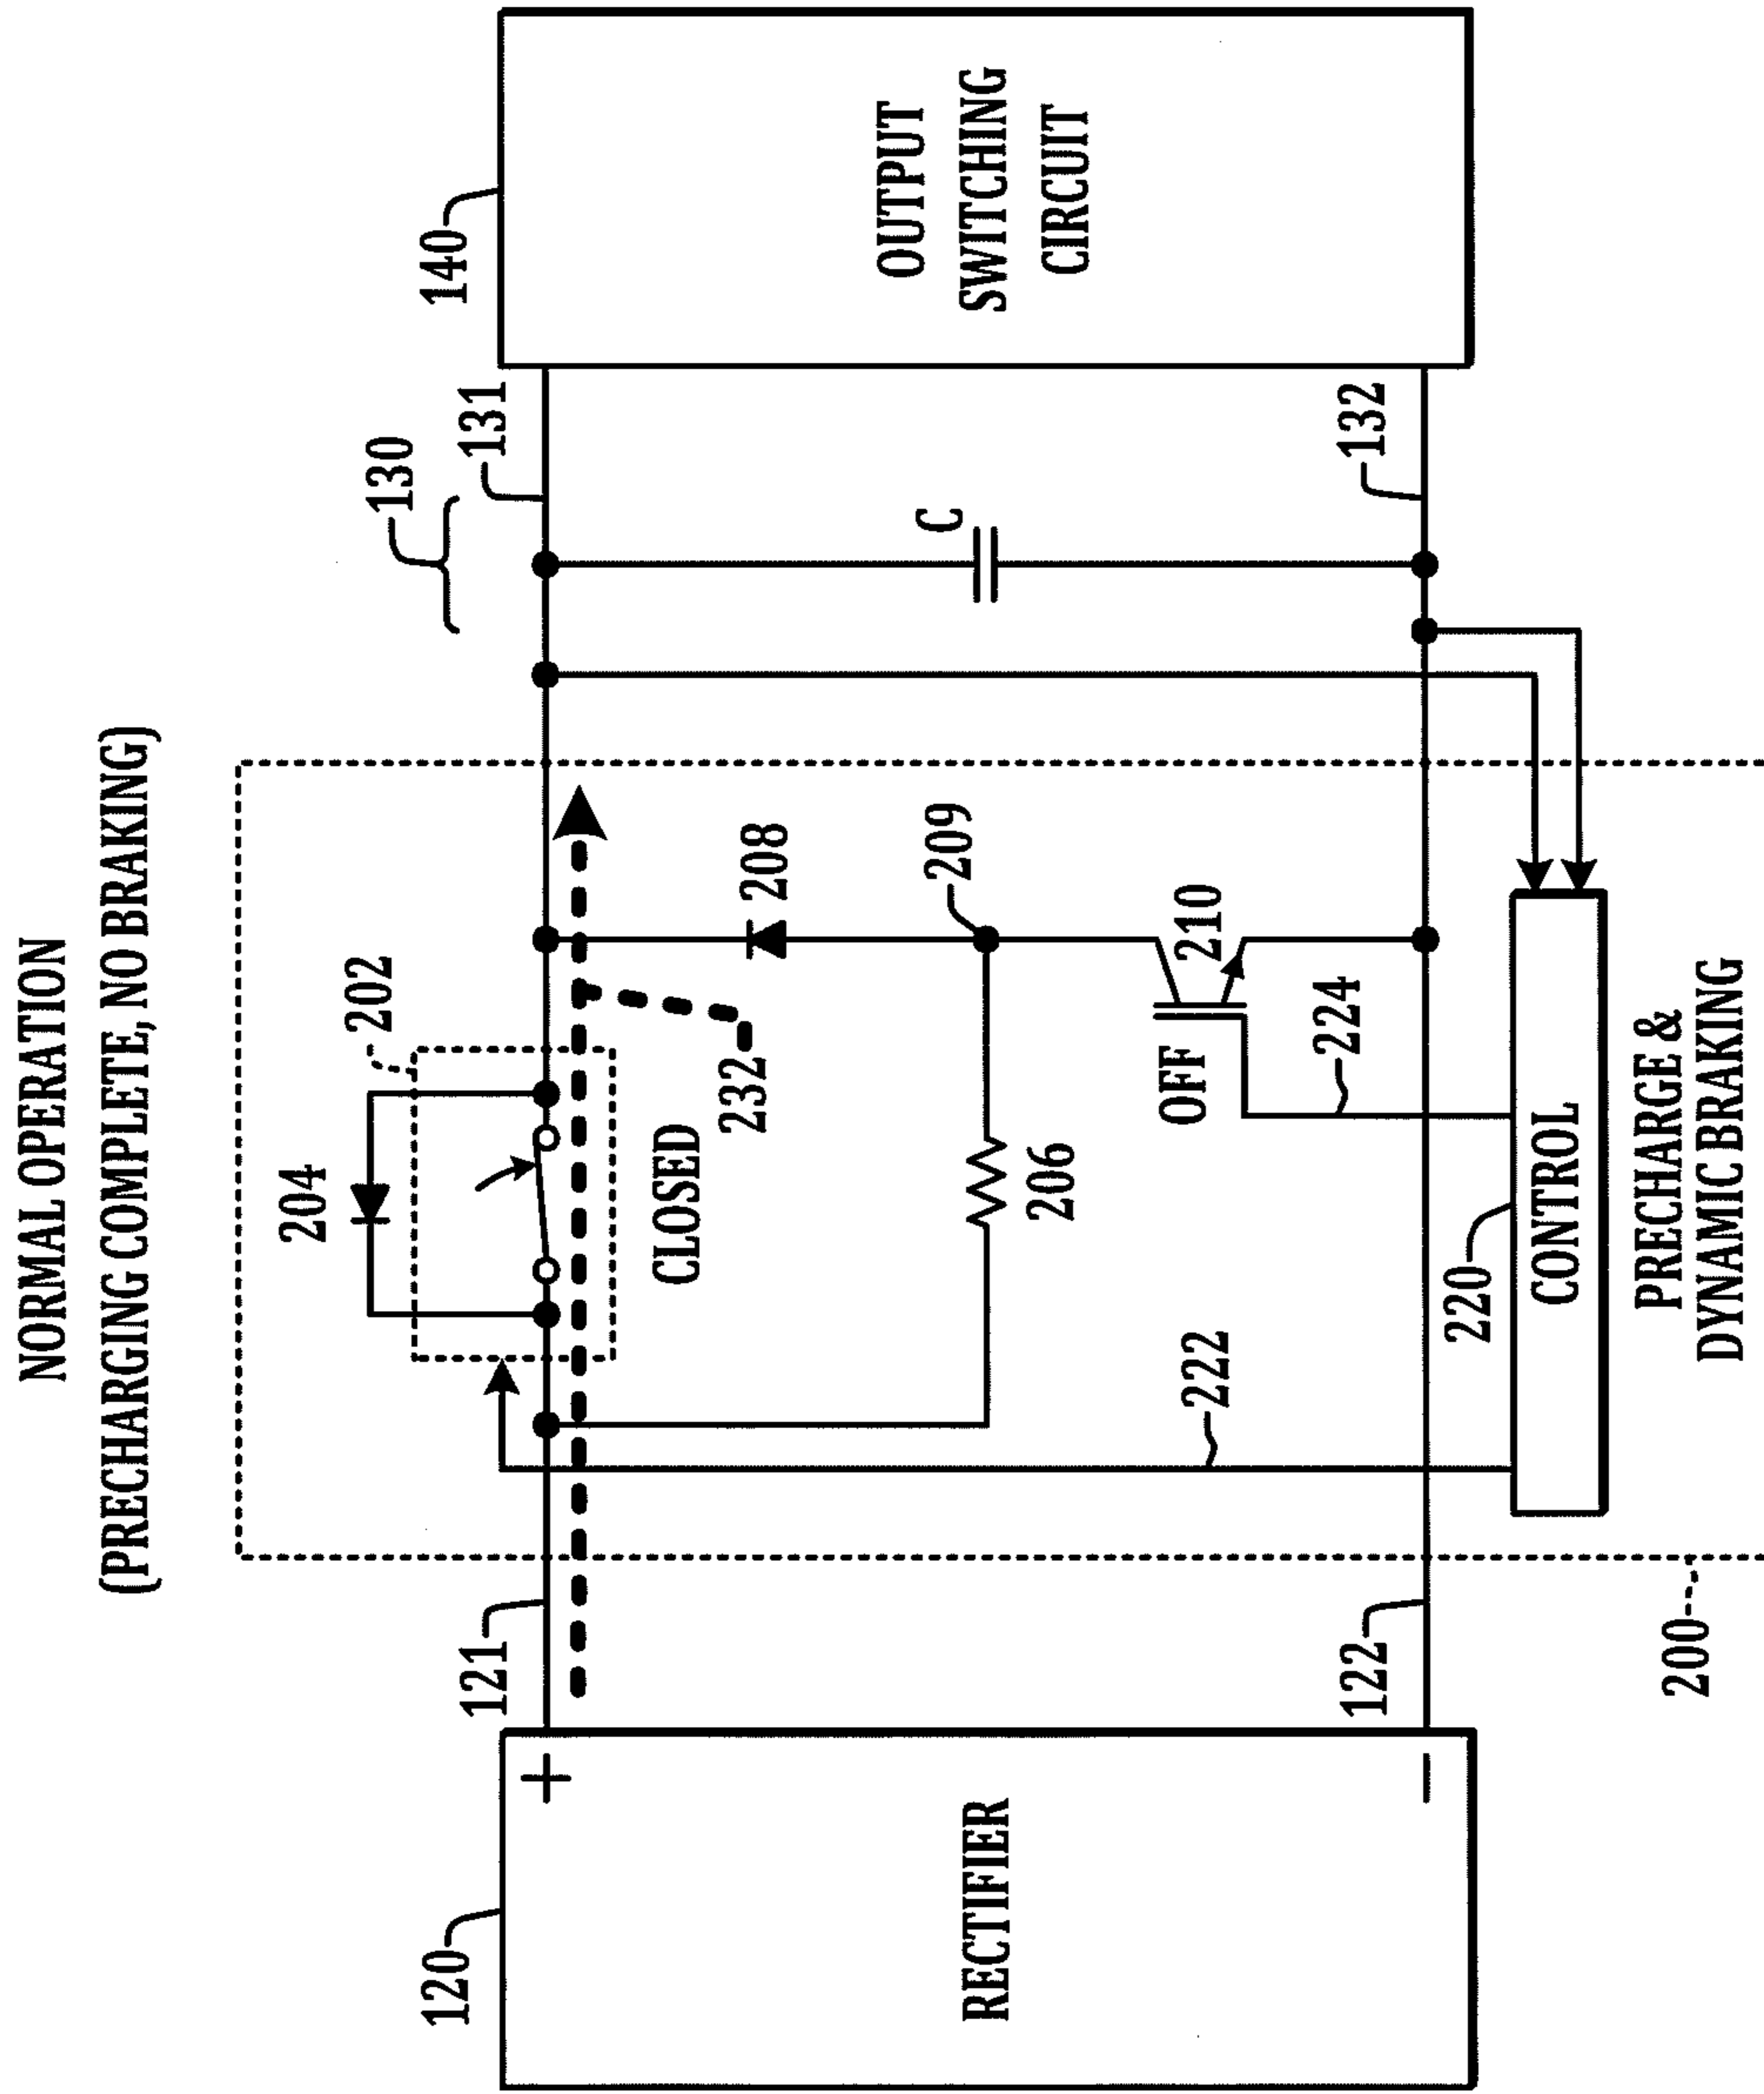 NORMAL OPERATION
(PRECHARGING COMPLETE, NO BRAKING)
204
202
130
140
120
121
131
CLOSED
232
208
209
206
C
RECTIFIER
OUTPUT
SWITCHING
CIRCUIT
+
OFF
210
222
224
122
132
−
220
CONTROL
200
PRECHARGE &
DYNAMIC BRAKING